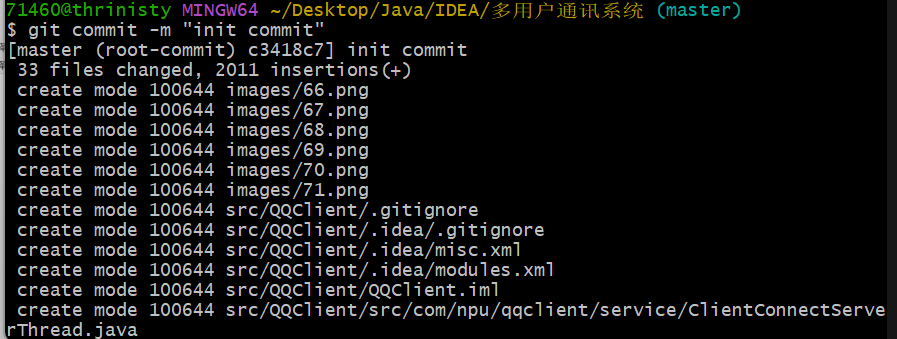 71460@thrinisty MINGW64 ~/Desktop/Java/IDEA/多用户通讯系统 (master)
$ git commit -m "init commit"
[master (root-commit) c3418c7] init commit
 33 files changed, 2011 insertions(+)
 create mode 100644 images/66.png
 create mode 100644 images/67.png
 create mode 100644 images/68.png
 create mode 100644 images/69.png
 create mode 100644 images/70.png
 create mode 100644 images/71.png
 create mode 100644 src/QQClient/.gitignore
 create mode 100644 src/QQClient/.idea/.gitignore
 create mode 100644 src/QQClient/.idea/misc.xml
 create mode 100644 src/QQClient/.idea/modules.xml
 create mode 100644 src/QQClient/QQClient.iml
 create mode 100644 src/QQClient/src/com/npu/qqclient/service/ClientConnectServe
rThread.java